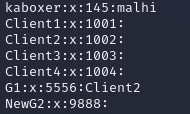 kaboxer:x:145:malhi
Client1:x:1001:
Client2:x:1002:
Client3:x:1003:
Client4:x:1004:
G1:x:5556:Client2
NewG2:x:9888: